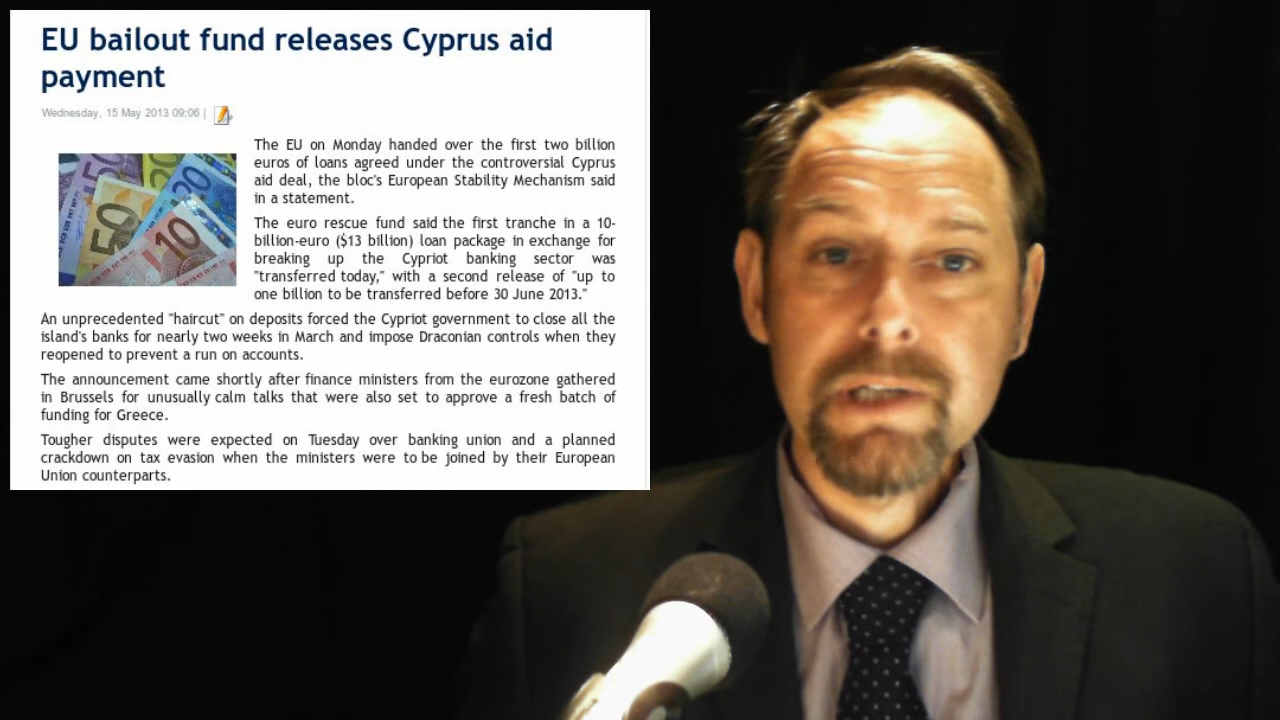 EU bailout fund releases Cyprus aid
payment
Wednesday, 15 May 2013 09:06 |
The EU on Monday handed over the first two billion
euros of loans agreed under the controversial Cyprus
aid deal, the bloc's European Stability Mechanism said
in a statement.
The euro rescue fund said the first tranche in a 10-
billion-euro ($13 billion) loan package in exchange for
breaking up the Cypriot banking sector was
"transferred today," with a second release of "up to
one billion to be transferred before 30 June 2013."
An unprecedented "haircut" on deposits forced the Cypriot government to close all the
island's banks for nearly two weeks in March and impose Draconian controls when they
reopened to prevent a run on accounts.
The announcement came shortly after finance ministers from the eurozone gathered
in Brussels for unusually calm talks that were also set to approve a fresh batch of
funding for Greece.
Tougher disputes were expected on Tuesday over banking union and a planned
crackdown on tax evasion when the ministers were to be joined by their European
Union counterparts.
50
20
10